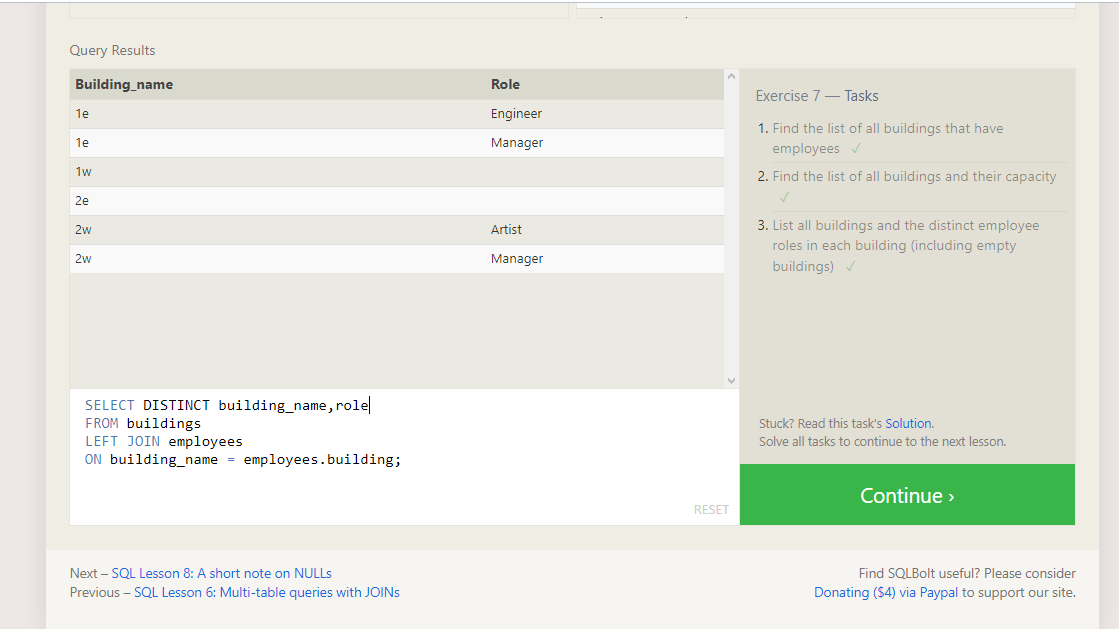 Query Results
Building_name Role
1e Engineer
1e Manager
1w
2e
2w Artist
2w Manager
Exercise 7 — Tasks
1. Find the list of all buildings that have
employees ✓
2. Find the list of all buildings and their capacity
✓
3. List all buildings and the distinct employee
roles in each building (including empty
buildings) ✓
SELECT DISTINCT building_name,role
FROM buildings
LEFT JOIN employees
ON building_name = employees.building;
RESET
Stuck? Read this task's Solution.
Solve all tasks to continue to the next lesson.
Continue ›
Next – SQL Lesson 8: A short note on NULLs
Previous – SQL Lesson 6: Multi-table queries with JOINs
Find SQLBolt useful? Please consider
Donating ($4) via Paypal to support our site.